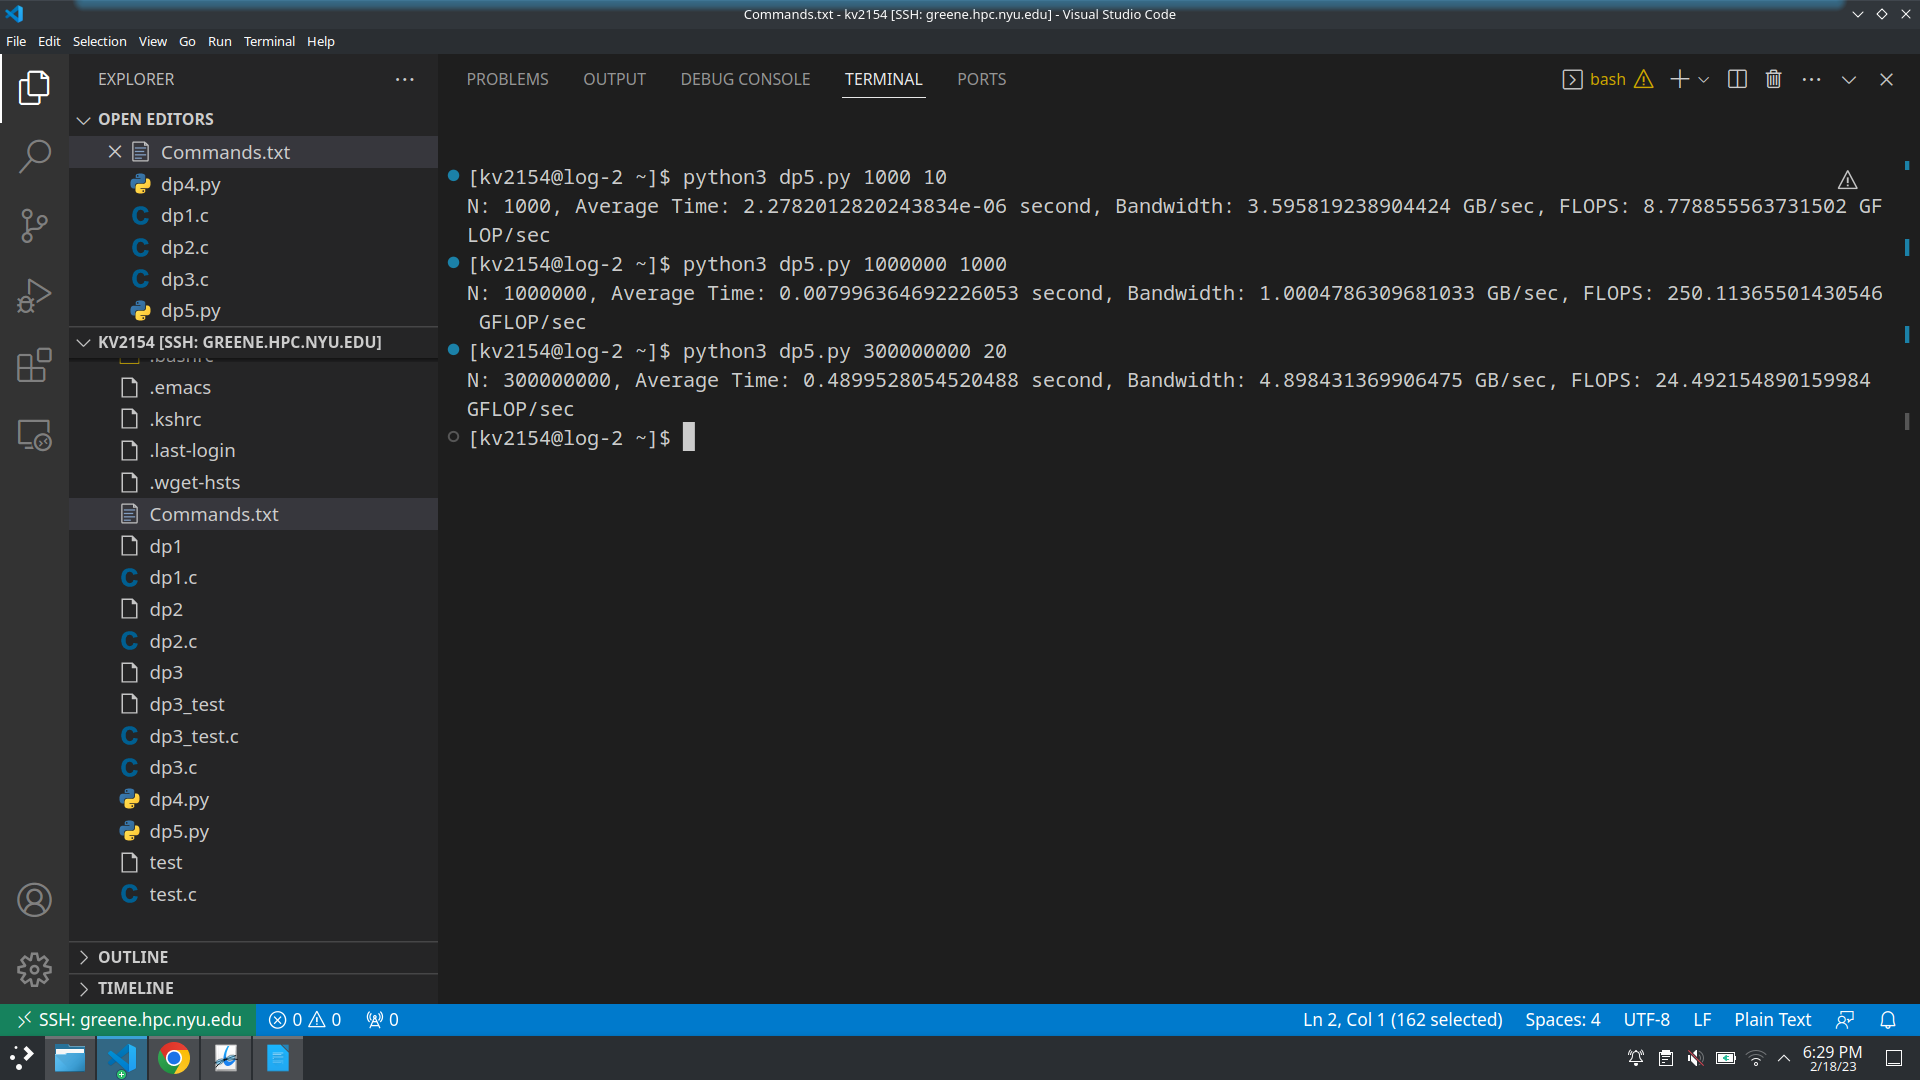 Commands.txt - kv2154 [SSH: greene.hpc.nyu.edu] - Visual Studio Code
File Edit Selection View Go Run Terminal Help
EXPLORER
OPEN EDITORS
Commands.txt
dp4.py
dp1.c
dp2.c
dp3.c
dp5.py
KV2154 [SSH: GREENE.HPC.NYU.EDU]
.bashrc
.emacs
.kshrc
.last-login
.wget-hsts
Commands.txt
dp1
dp1.c
dp2
dp2.c
dp3
dp3_test
dp3_test.c
dp3.c
dp4.py
dp5.py
test
test.c
OUTLINE
TIMELINE
PROBLEMS OUTPUT DEBUG CONSOLE TERMINAL PORTS
bash
[kv2154@log-2 ~]$ python3 dp5.py 1000 10
N: 1000, Average Time: 2.2782012820243834e-06 second, Bandwidth: 3.595819238904424 GB/sec, FLOPS: 8.778855563731502 GF
LOP/sec
[kv2154@log-2 ~]$ python3 dp5.py 1000000 1000
N: 1000000, Average Time: 0.007996364692226053 second, Bandwidth: 1.0004786309681033 GB/sec, FLOPS: 250.11365501430546
GFLOP/sec
[kv2154@log-2 ~]$ python3 dp5.py 300000000 20
N: 300000000, Average Time: 0.4899528054520488 second, Bandwidth: 4.898431369906475 GB/sec, FLOPS: 24.492154890159984
GFLOP/sec
[kv2154@log-2 ~]$
SSH: greene.hpc.nyu.edu 0 0 0 Ln 2, Col 1 (162 selected) Spaces: 4 UTF-8 LF Plain Text
6:29 PM
2/18/23